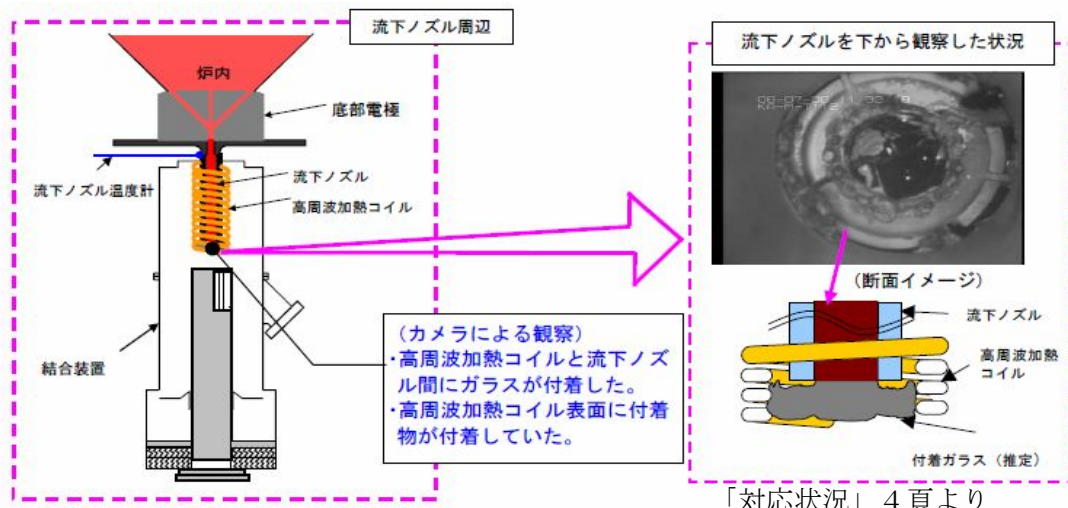 流下ノズル周辺
炉内
底部電極
流下ノズル温度計
流下ノズル
高周波加熱コイル
結合装置
（カメラによる観察）
・高周波加熱コイルと流下ノズ
ル間にガラスが付着した。
・高周波加熱コイル表面に付着
物が付着していた。
流下ノズルを下から観察した状況
（断面イメージ）
流下ノズル
高周波加熱
コイル
付着ガラス（推定）
「対応状況」４頁より